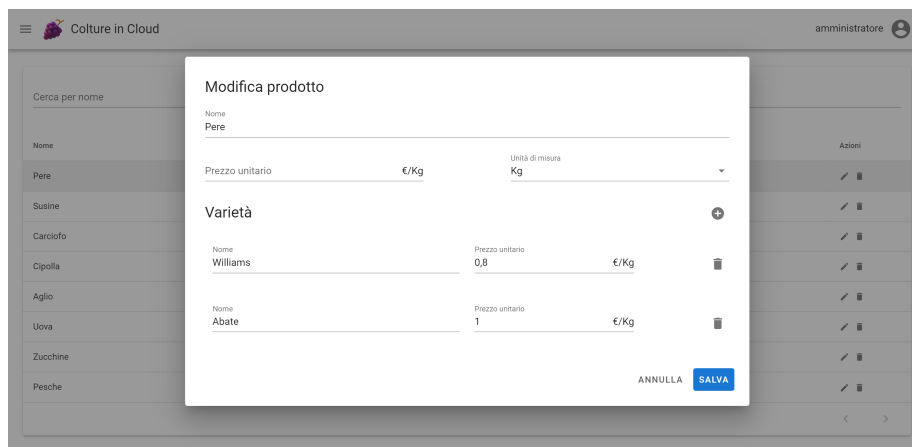 Colture in Cloud
amministratore
Cerca per nome
Nome
Azioni
Pere
Susine
Carciofo
Cipolla
Aglio
Uova
Zucchine
Pesche
Modifica prodotto
Nome
Pere
Prezzo unitario €/Kg
Unità di misura
Kg
Varietà
Nome Prezzo unitario
Williams 0,8 €/Kg
Nome Prezzo unitario
Abate 1 €/Kg
ANNULLA SALVA